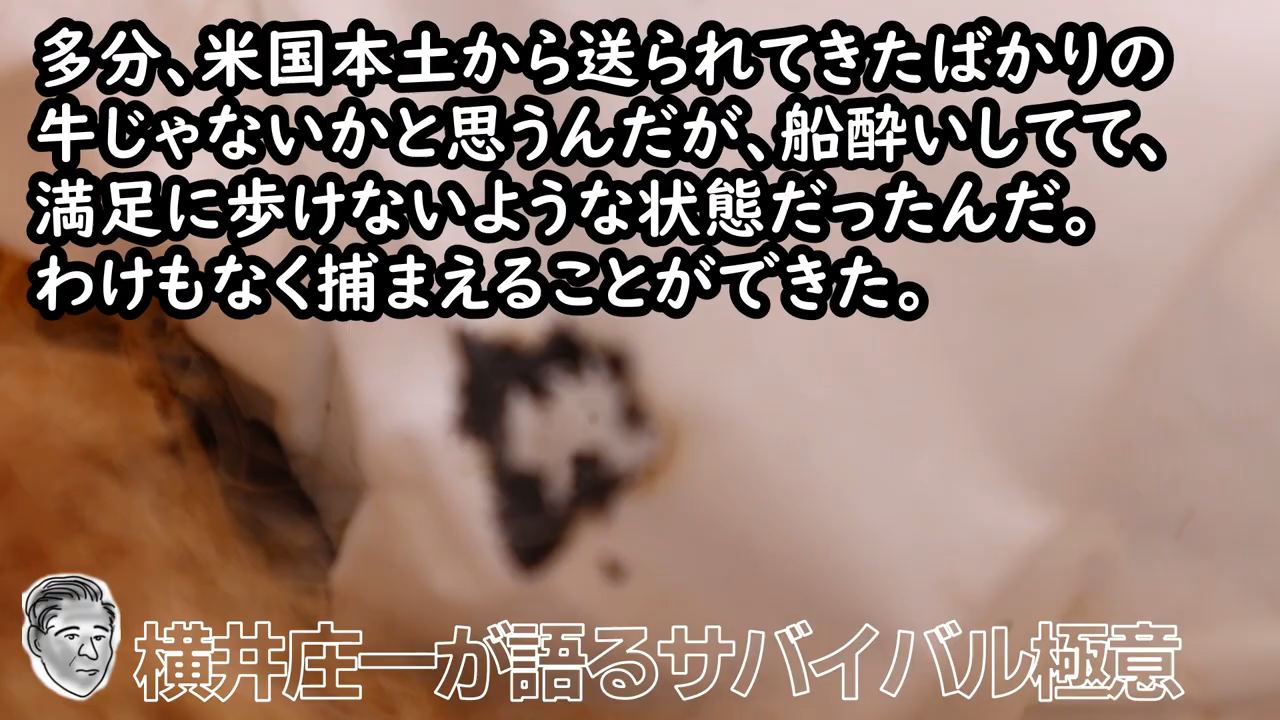 多分、米国本土から送られてきたばかりの
牛じゃないかと思うんだが、船酔いしてて、
満足に歩けないような状態だったんだ。
わけもなく捕まえることができた。
横井庄一が語るサバイバル極意